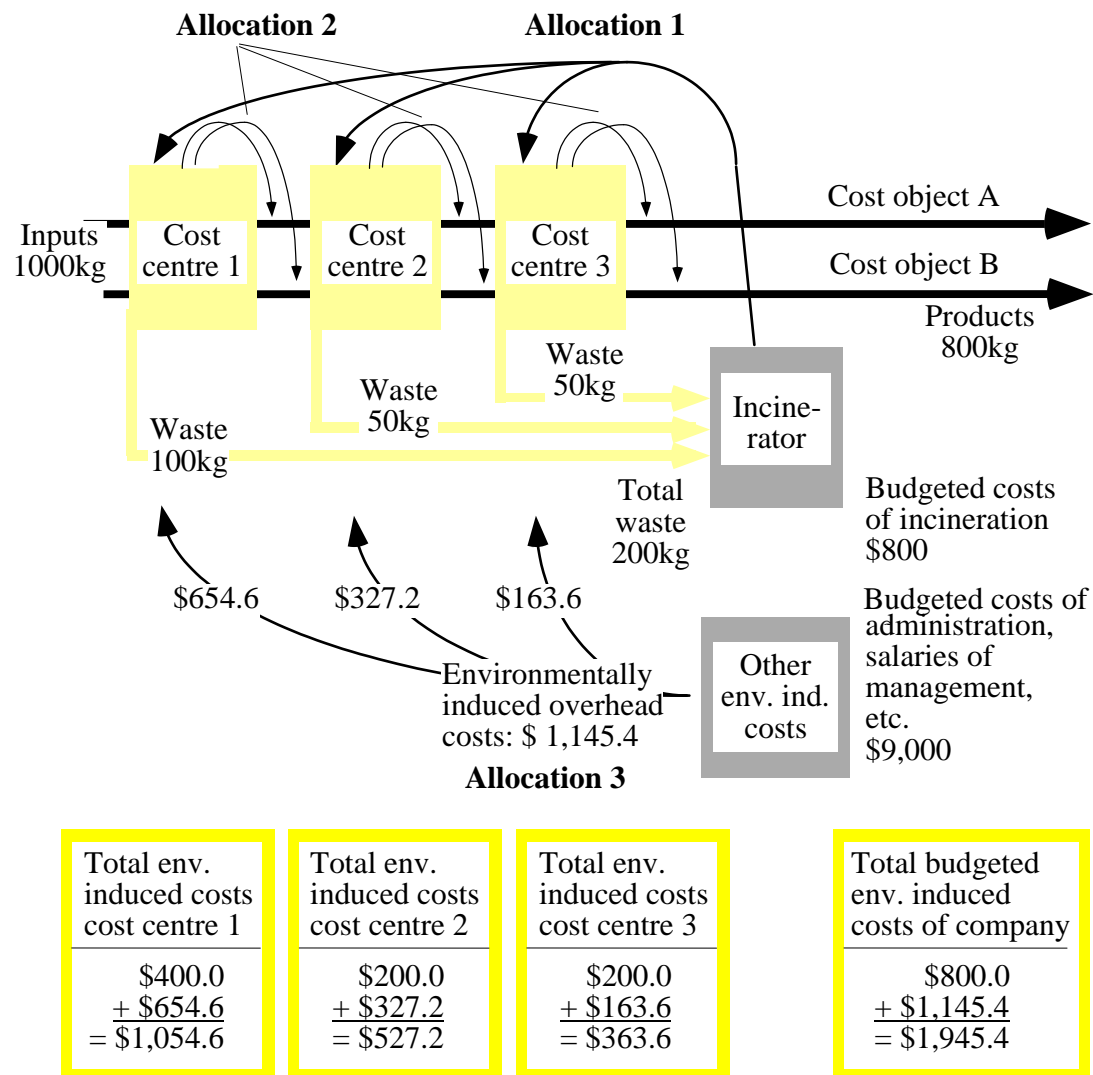 Allocation 2
Allocation 1
Cost object A
Inputs
1000kg
Cost
centre 1
Cost
centre 2
Cost
centre 3
Cost object B
Products
800kg
Waste
50kg
Waste
50kg
Waste
100kg
Incine-
rator
Total
waste
200kg
Budgeted costs
of incineration
$800
$654.6
$327.2
$163.6
Environmentally
induced overhead
costs: $ 1,145.4
Allocation 3
Other
env. ind.
costs
Budgeted costs of
administration,
salaries of
management,
etc.
$9,000
Total env.
induced costs
cost centre 1
$400.0
+ $654.6
= $1,054.6
Total env.
induced costs
cost centre 2
$200.0
+ $327.2
= $527.2
Total env.
induced costs
cost centre 3
$200.0
+ $163.6
= $363.6
Total budgeted
env. induced
costs of company
$800.0
+ $1,145.4
= $1,945.4